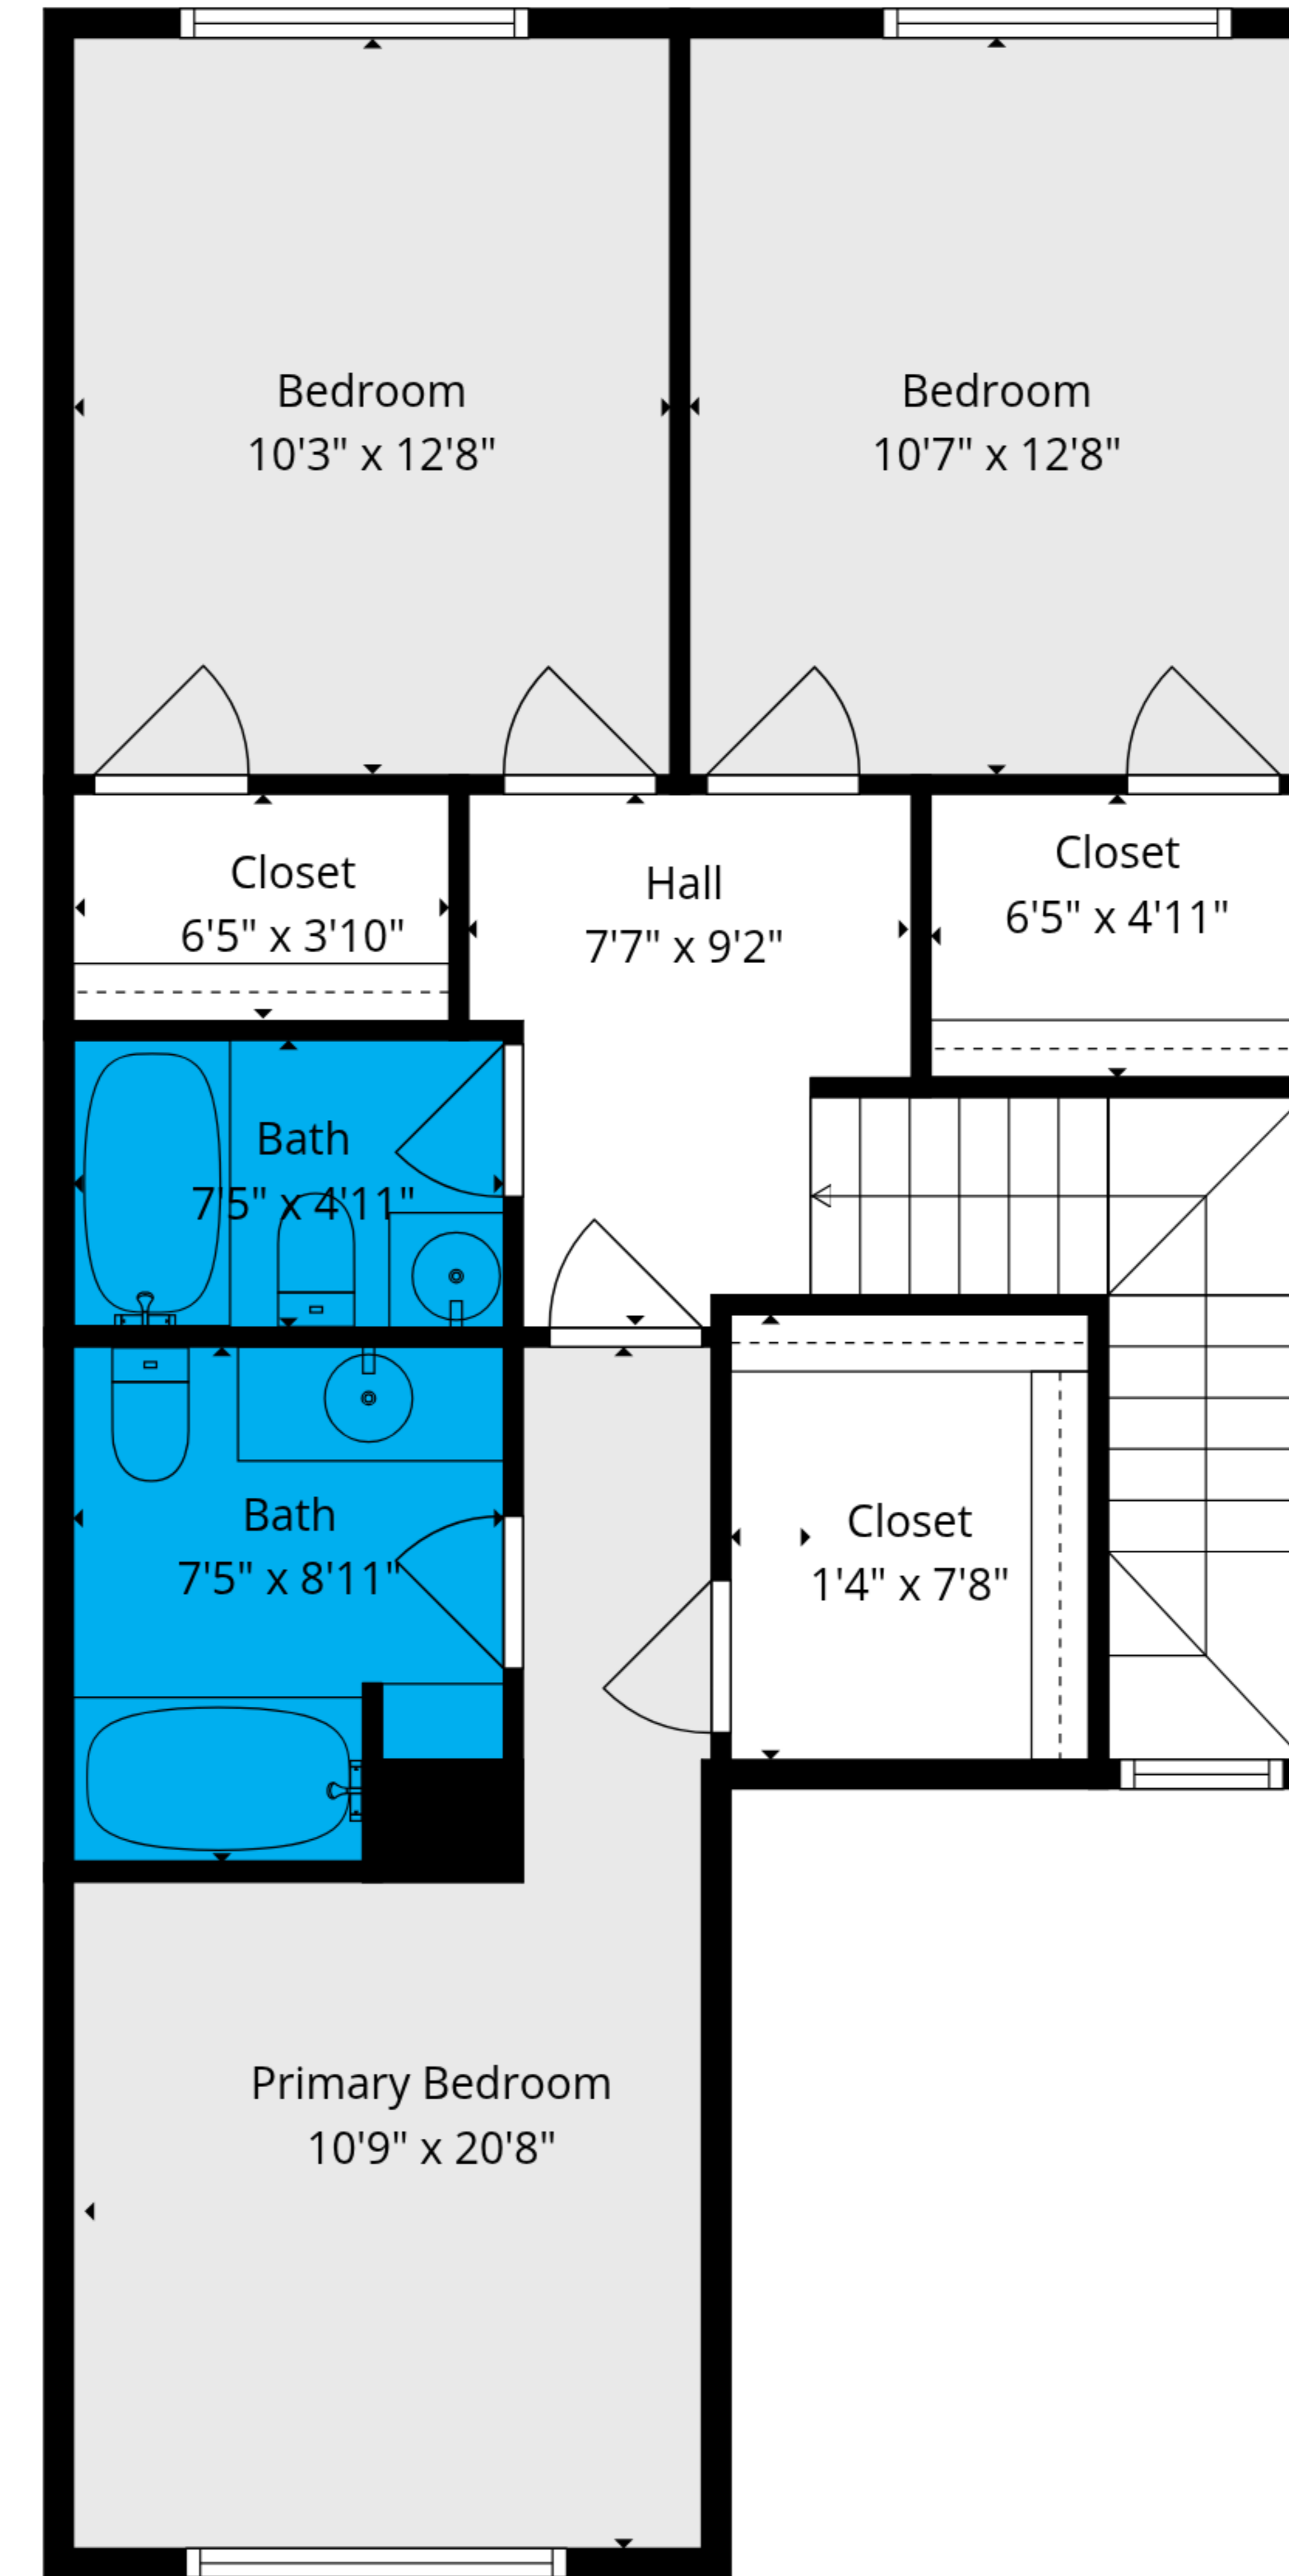 Bedroom
10'3" x 12'8"
Bedroom
10'7" x 12'8"
Closet
6'5" x 3'10"
Hall
7'7" x 9'2"
Closet
6'5" x 4'11"
Bath
7'5" x 4'11"
Bath
7'5" x 8'11"
Closet
1'4" x 7'8"
Primary Bedroom
10'9" x 20'8"